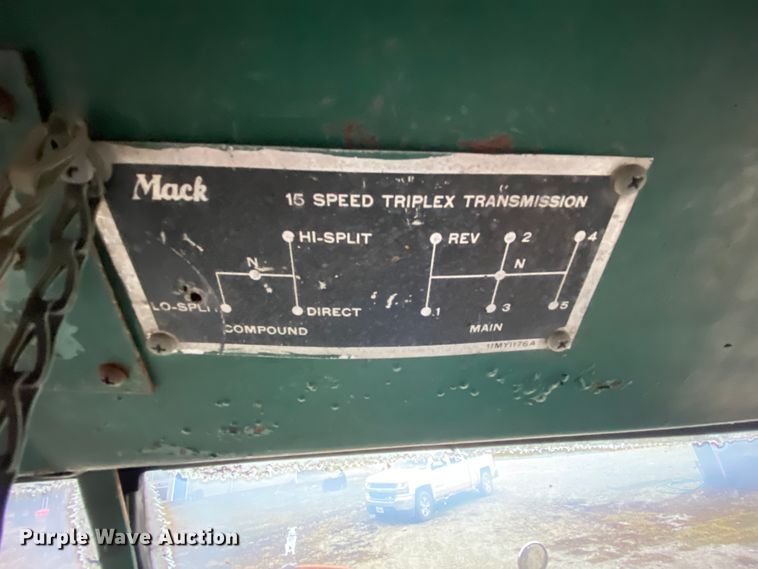 Mack
15 SPEED TRIPLEX TRANSMISSION
HI-SPLIT REV 2 4
N N
LO-SPLIT DIRECT 1 3 5
COMPOUND MAIN
11MY1176A
Purple Wave Auction